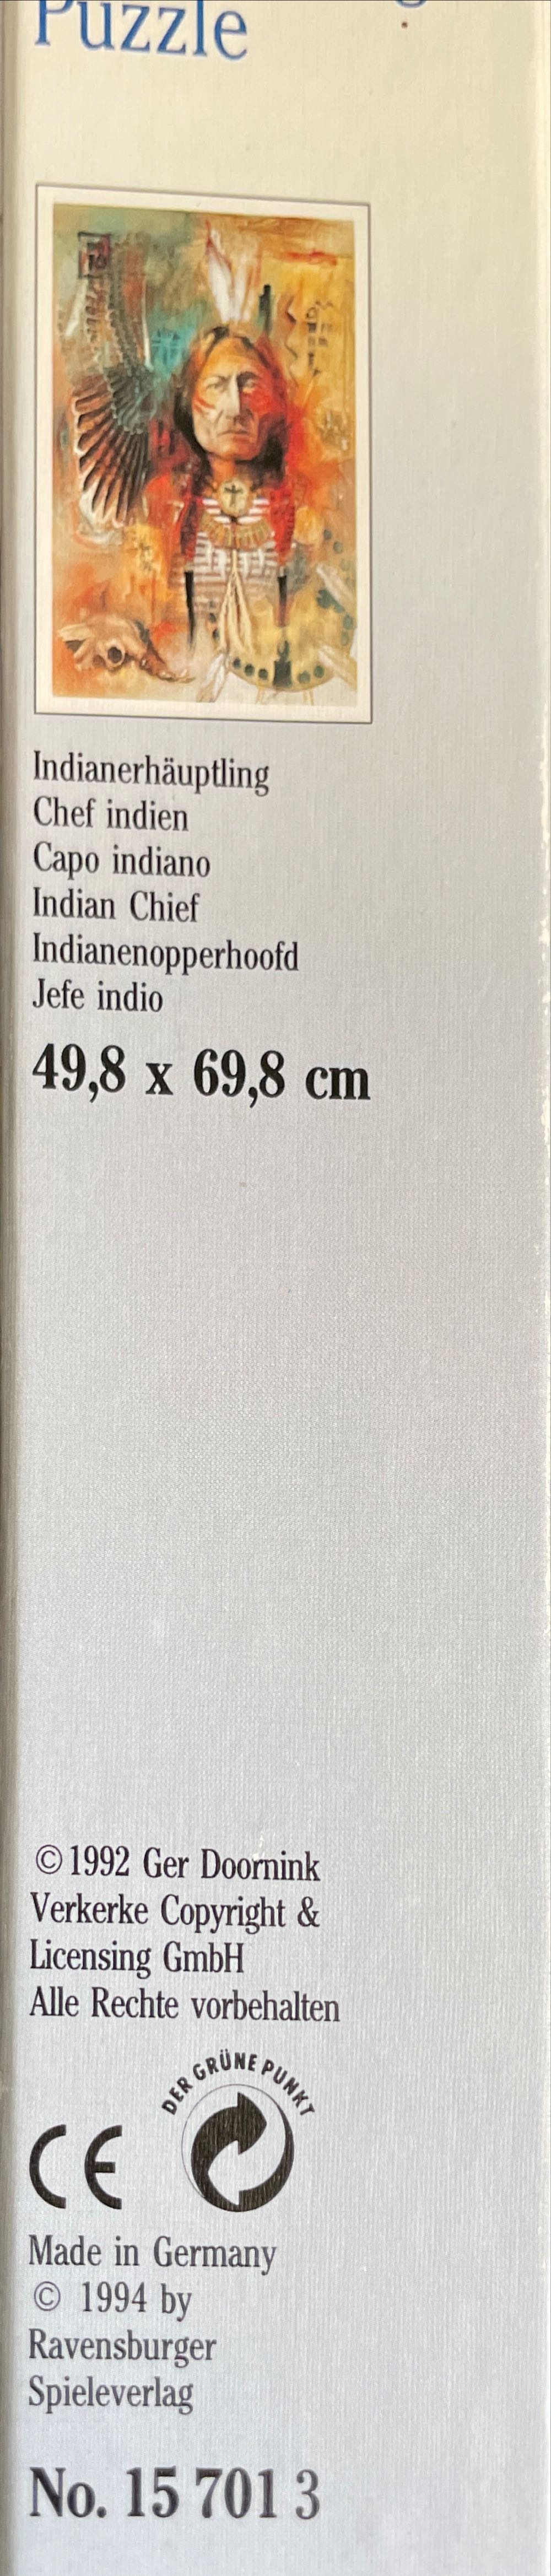 Puzzle
Indianerhäuptling
Chef indien
Capo indiano
Indian Chief
Indianenopperhoofd
Jefe indio
49,8 x 69,8 cm
©1992 Ger Doornink
Verkerke Copyright &
Licensing GmbH
Alle Rechte vorbehalten
DER GRÜNE PUNKT
CE
Made in Germany
© 1994 by
Ravensburger
Spieleverlag
No. 15 701 3